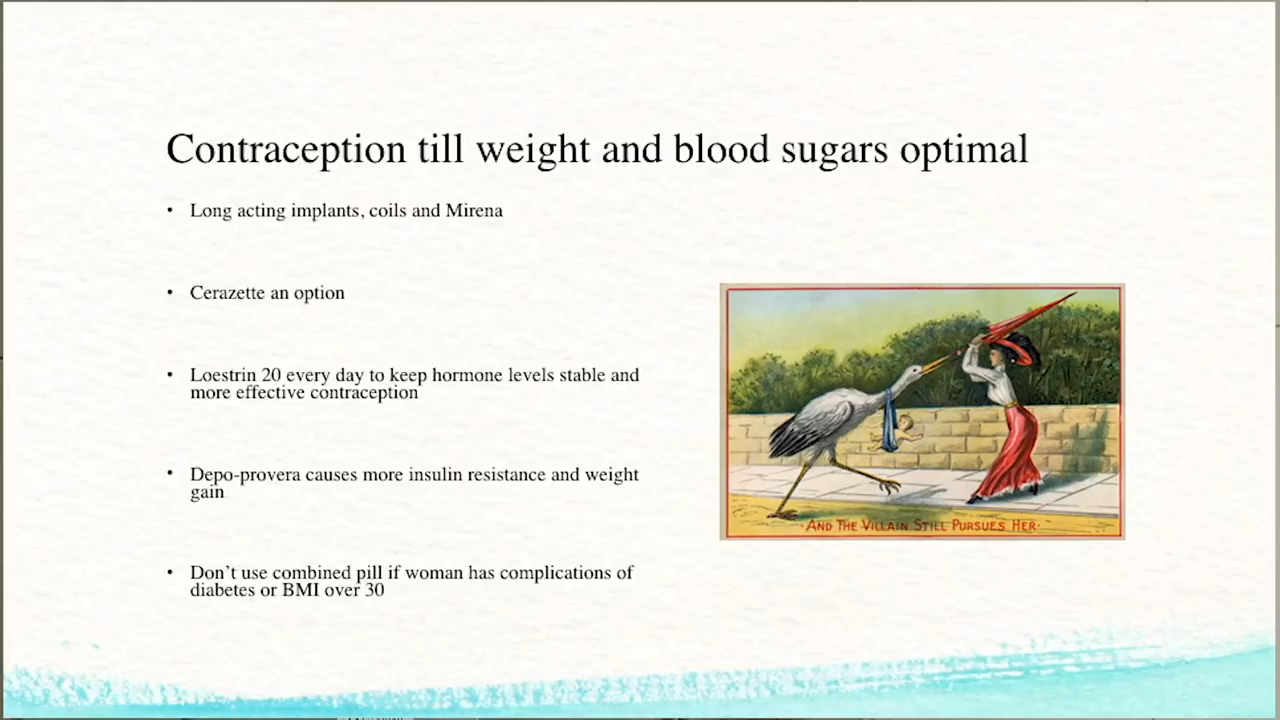 Contraception till weight and blood sugars optimal
• Long acting implants, coils and Mirena
• Cerazette an option
• Loestrin 20 every day to keep hormone levels stable and
more effective contraception
• Depo-provera causes more insulin resistance and weight
gain
• Don’t use combined pill if woman has complications of
diabetes or BMI over 30
·And The Villain Still Pursues Her·